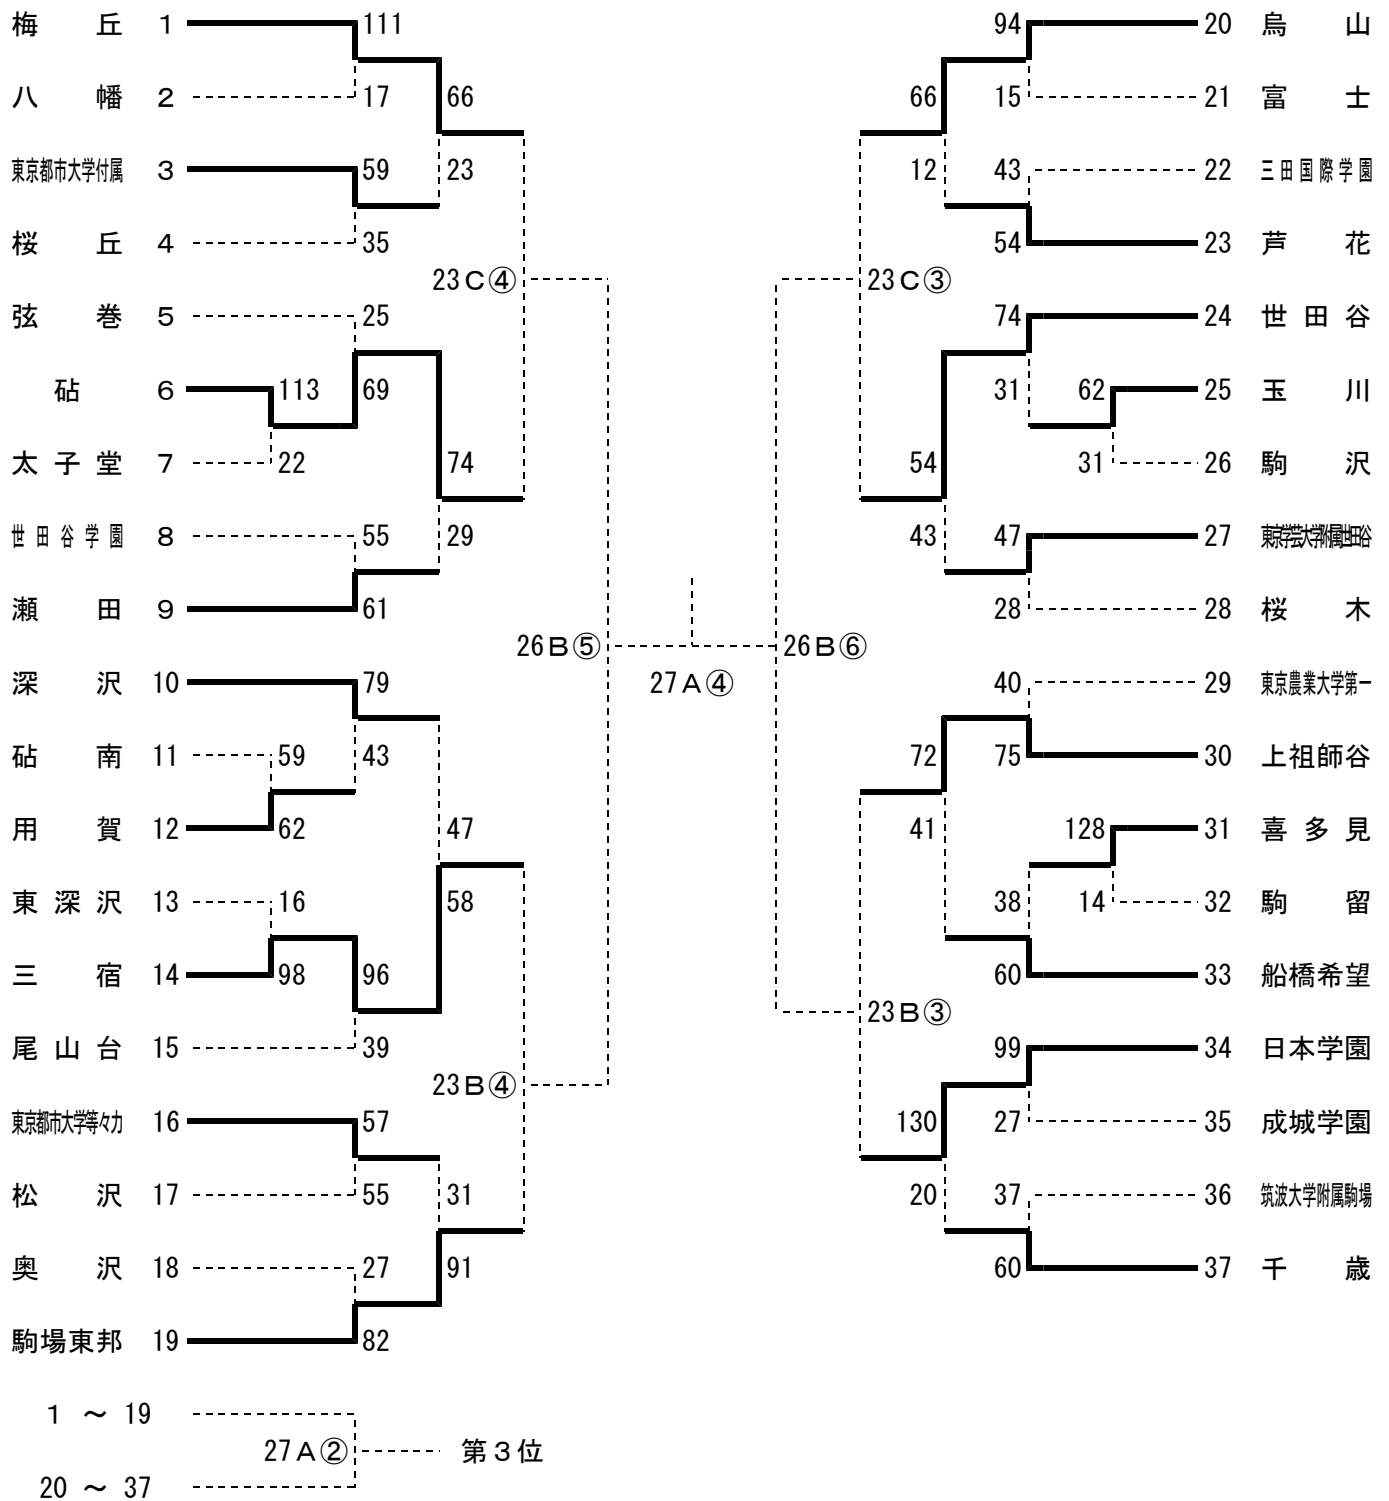 梅丘 1 111 94 20 烏山
八幡 2 17 66 66 15 21 富士
東京都市大学付属 3 59 23 12 43 22 三田国際学園
桜丘 4 35 54 23 芦花
23C④ 23C③
弦巻 5 25 74 24 世田谷
砧 6 113 69 31 62 25 玉川
太子堂 7 22 74 54 31 26 駒沢
世田谷学園 8 55 29 43 47 27 東京学芸大学附属世田谷
瀬田 9 61 28 28 桜木
26B⑤ 26B⑥
深沢 10 79 27A④ 40 29 東京農業大学第一
砧南 11 59 43 72 75 30 上祖師谷
用賀 12 62 47 41 128 31 喜多見
東深沢 13 16 58 38 14 32 駒留
三宿 14 98 96 60 33 船橋希望
23B③
尾山台 15 39 99 34 日本学園
23B④
東京都市大学等々力 16 57 130 27 35 成城学園
松沢 17 55 31 20 37 36 筑波大学附属駒場
奥沢 18 27 91 60 37 千歳
駒場東邦 19 82
1 ～ 19
27A② 第3位
20 ～ 37